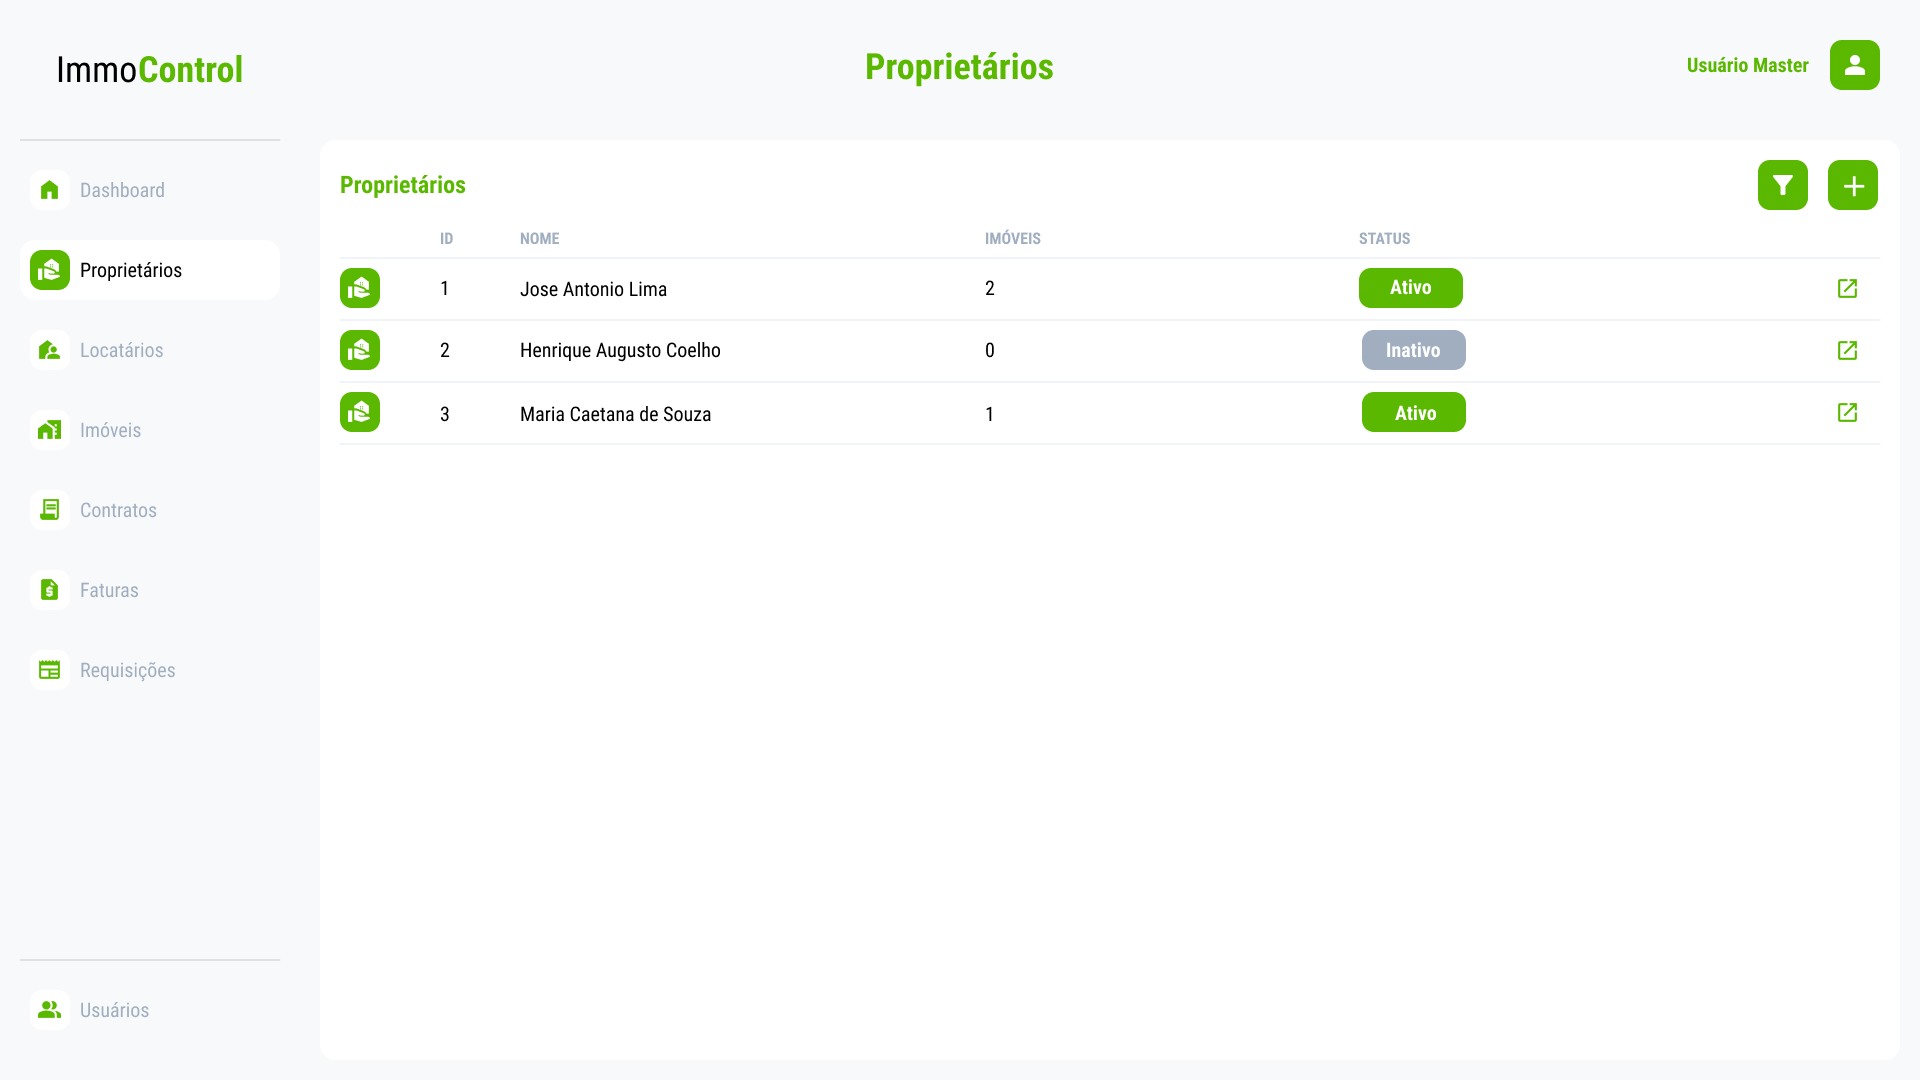 ImmoControl
Proprietários
Usuário Master
Dashboard
Proprietários
Locatários
Imóveis
Contratos
Faturas
Requisições
Usuários
Proprietários
ID NOME IMÓVEIS STATUS
1 Jose Antonio Lima 2 Ativo
2 Henrique Augusto Coelho 0 Inativo
3 Maria Caetana de Souza 1 Ativo